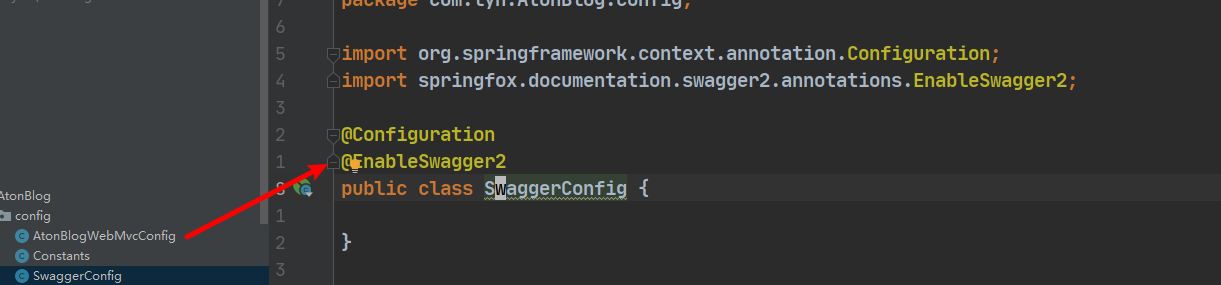 package com.lyn.AtonBlog.config;
7
6
5 import org.springframework.context.annotation.Configuration;
4 import springfox.documentation.swagger2.annotations.EnableSwagger2;
3
2 @Configuration
1 @EnableSwagger2
8 public class SwaggerConfig {
1
2 }
3
AtonBlog
config
AtonBlogWebMvcConfig
Constants
SwaggerConfig